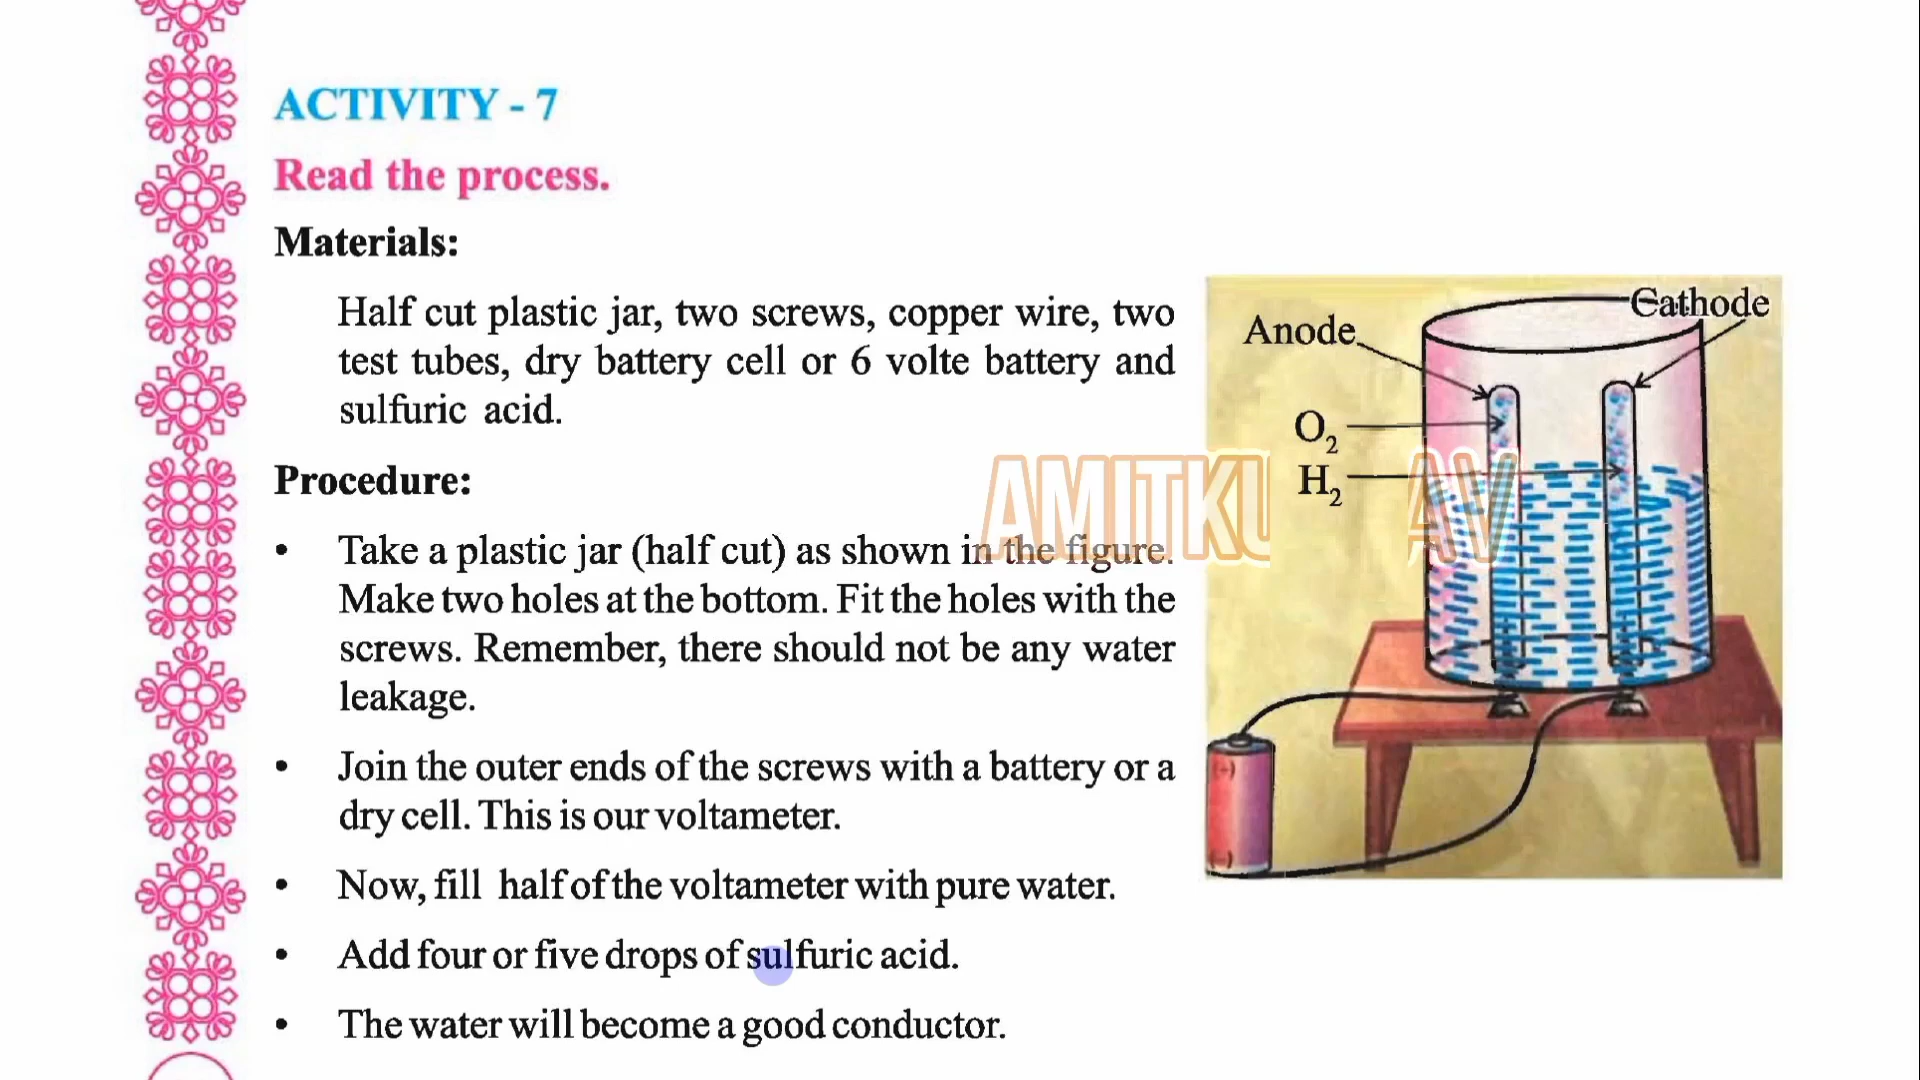 ACTIVITY - 7
Read the process.
Materials:
Half cut plastic jar, two screws, copper wire, two
test tubes, dry battery cell or 6 volte battery and
sulfuric acid.
Procedure:
• Take a plastic jar (half cut) as shown in the figure.
Make two holes at the bottom. Fit the holes with the
screws. Remember, there should not be any water
leakage.
• Join the outer ends of the screws with a battery or a
dry cell. This is our voltameter.
• Now, fill half of the voltameter with pure water.
• Add four or five drops of sulfuric acid.
• The water will become a good conductor.
Cathode
Anode
O₂
H₂
(-)